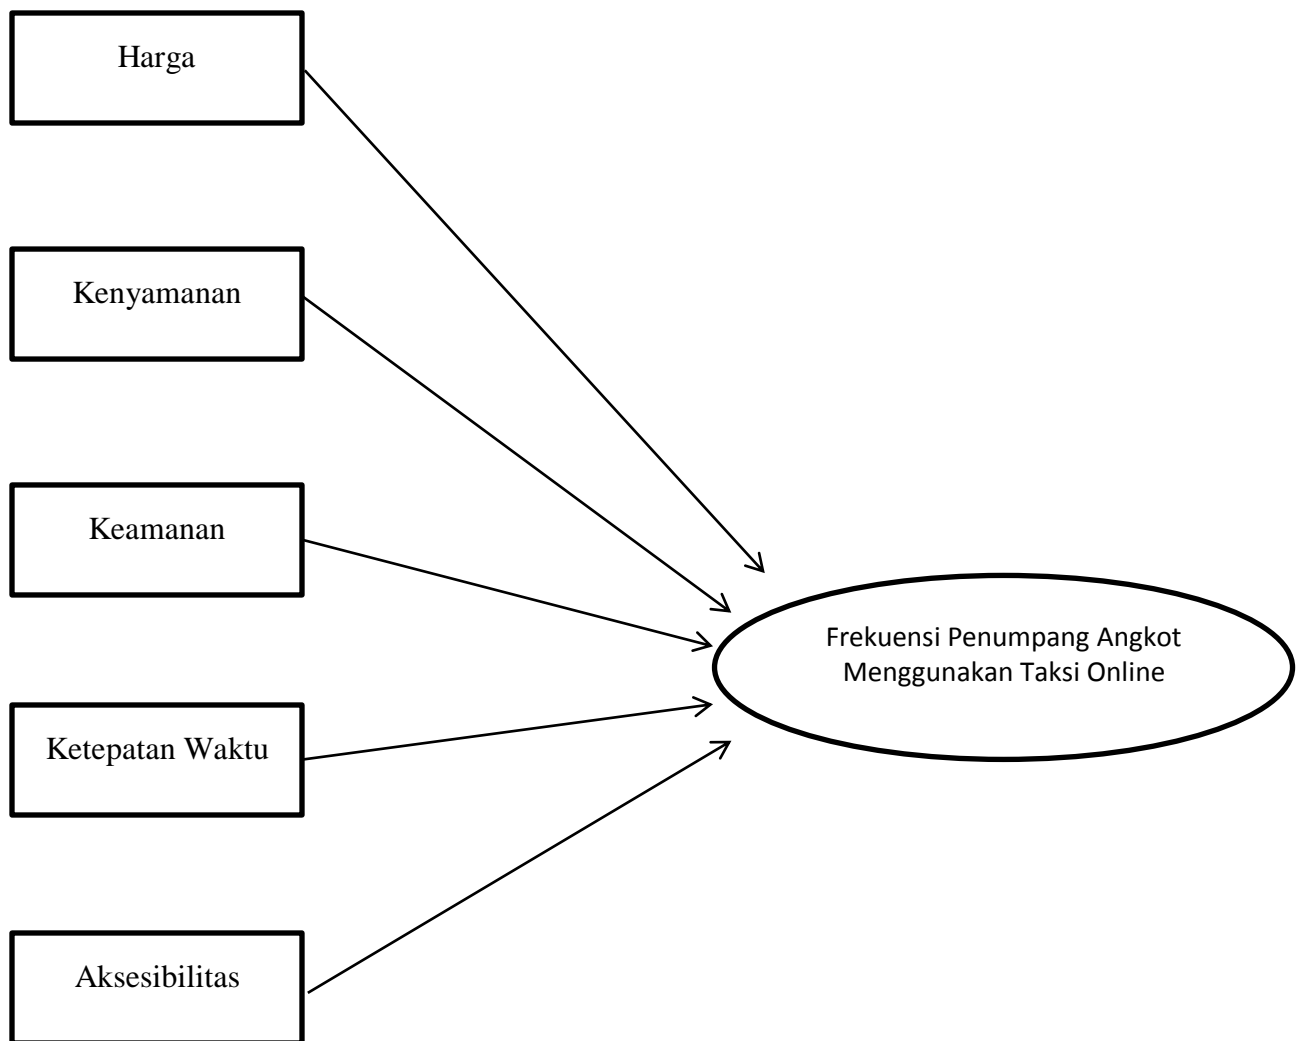 Harga
Kenyamanan
Keamanan
Frekuensi Penumpang Angkot
Menggunakan Taksi Online
Ketepatan Waktu
Aksesibilitas